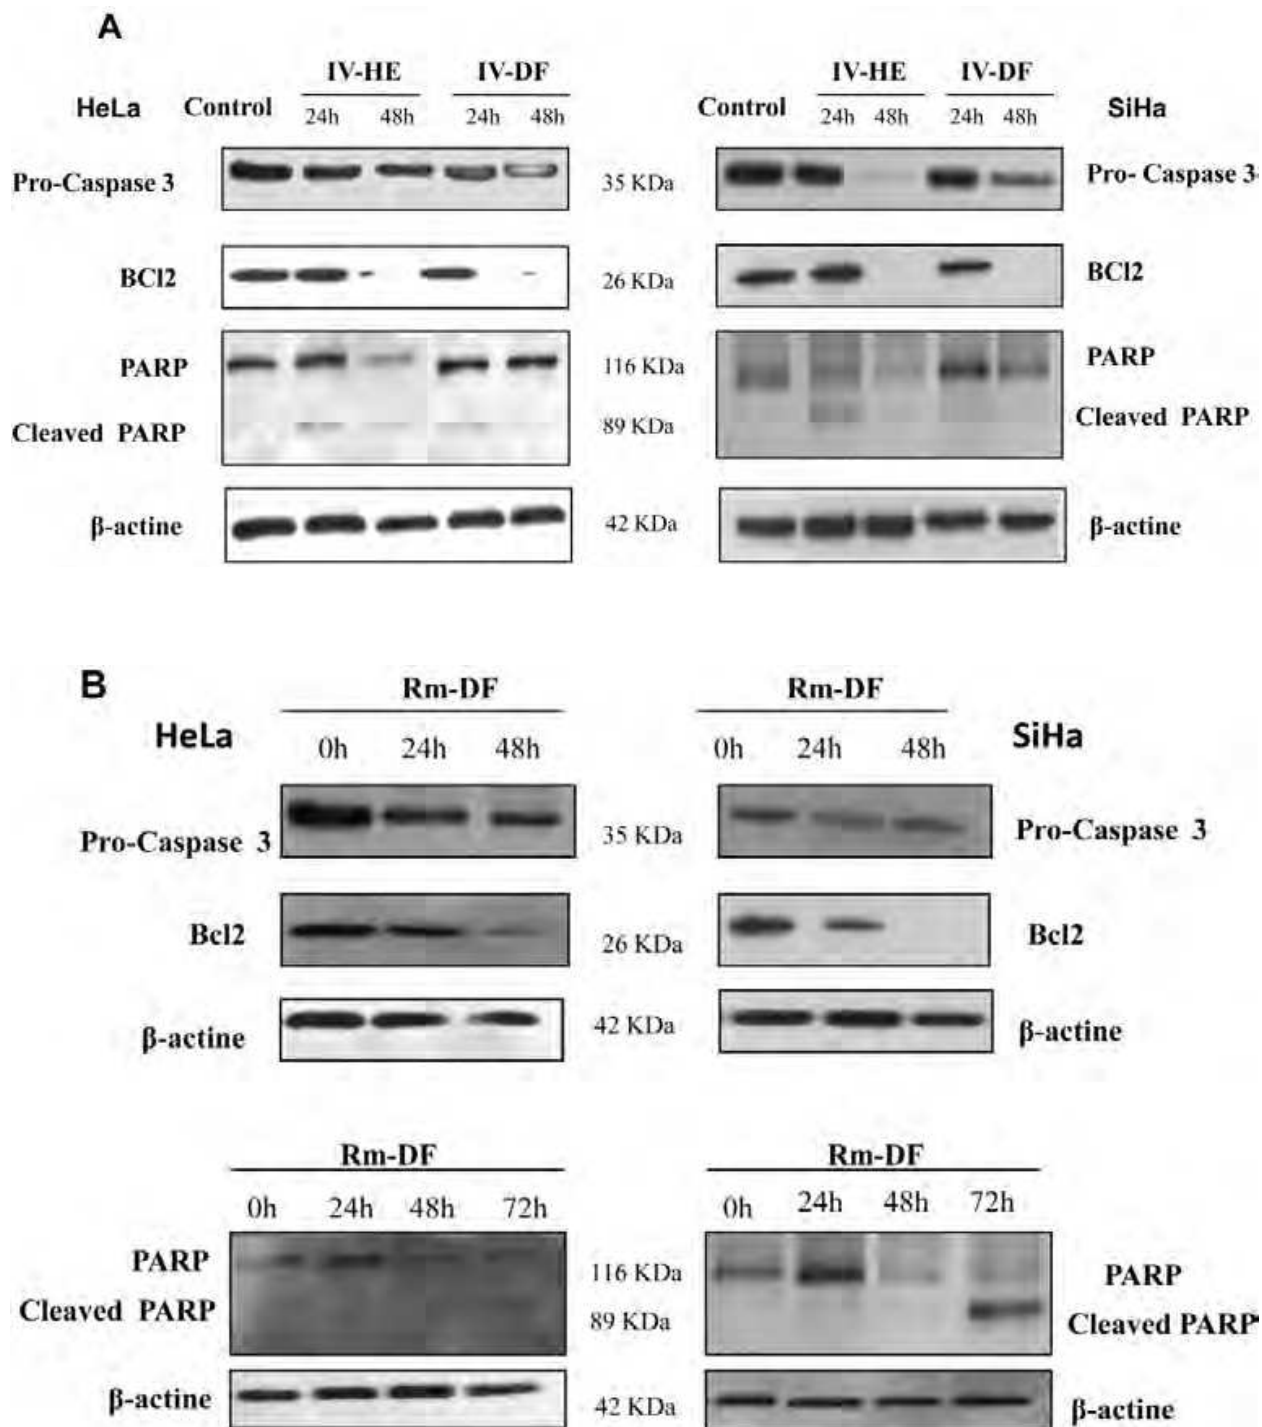 A
IV-HE IV-DF IV-HE IV-DF
HeLa Control 24h 48h 24h 48h Control 24h 48h 24h 48h SiHa
Pro-Caspase 3 35 KDa Pro- Caspase 3-
BCl2 26 KDa BCl2
PARP 116 KDa PARP
Cleaved PARP 89 KDa Cleaved PARP
β-actine 42 KDa β-actine
B
Rm-DF Rm-DF
HeLa 0h 24h 48h 0h 24h 48h SiHa
Pro-Caspase 3 35 KDa Pro-Caspase 3
Bcl2 26 KDa Bcl2
β-actine 42 KDa β-actine
Rm-DF Rm-DF
0h 24h 48h 72h 0h 24h 48h 72h
PARP 116 KDa PARP
Cleaved PARP 89 KDa Cleaved PARP
β-actine 42 KDa β-actine